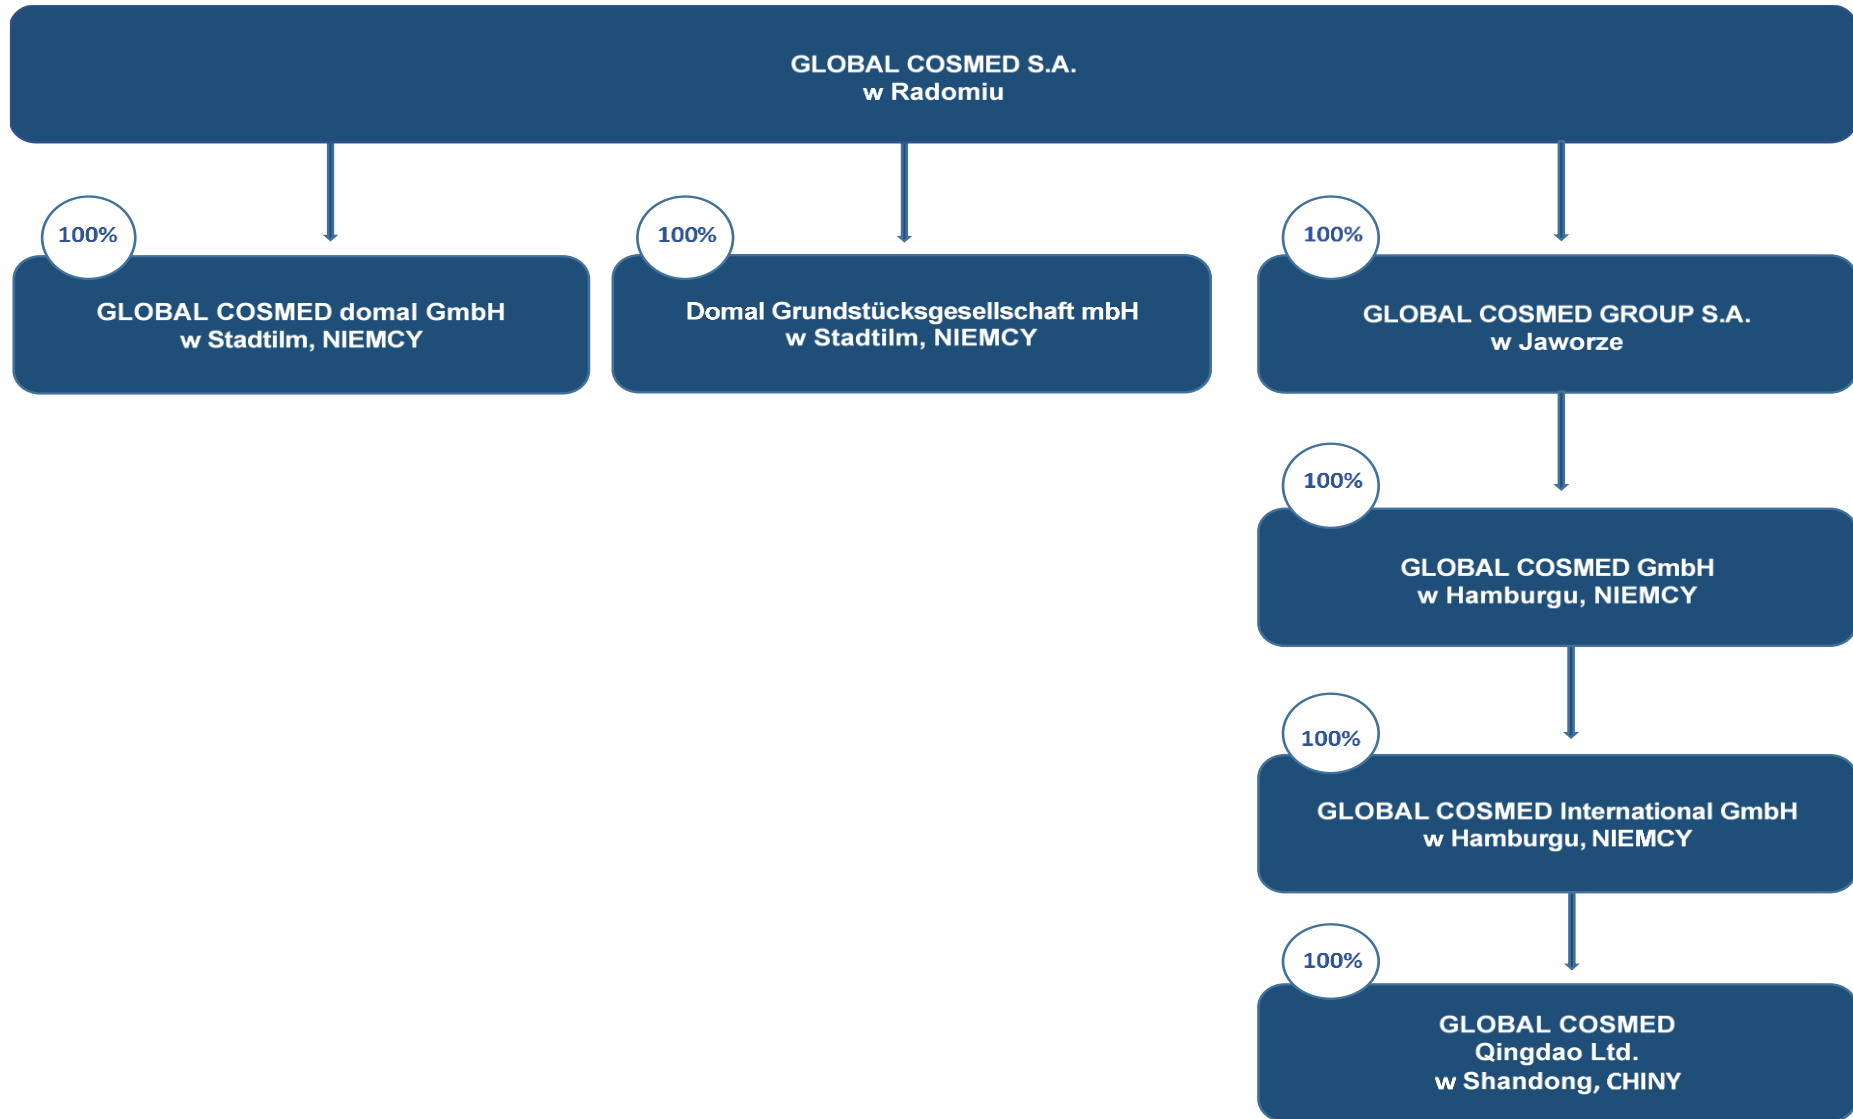 GLOBAL COSMED S.A.
w Radomiu
100%
GLOBAL COSMED domal GmbH
w Stadtilm, NIEMCY
100%
Domal Grundstücksgesellschaft mbH
w Stadtilm, NIEMCY
100%
GLOBAL COSMED GROUP S.A.
w Jaworze
100%
GLOBAL COSMED GmbH
w Hamburgu, NIEMCY
100%
GLOBAL COSMED International GmbH
w Hamburgu, NIEMCY
100%
GLOBAL COSMED
Qingdao Ltd.
w Shandong, CHINY